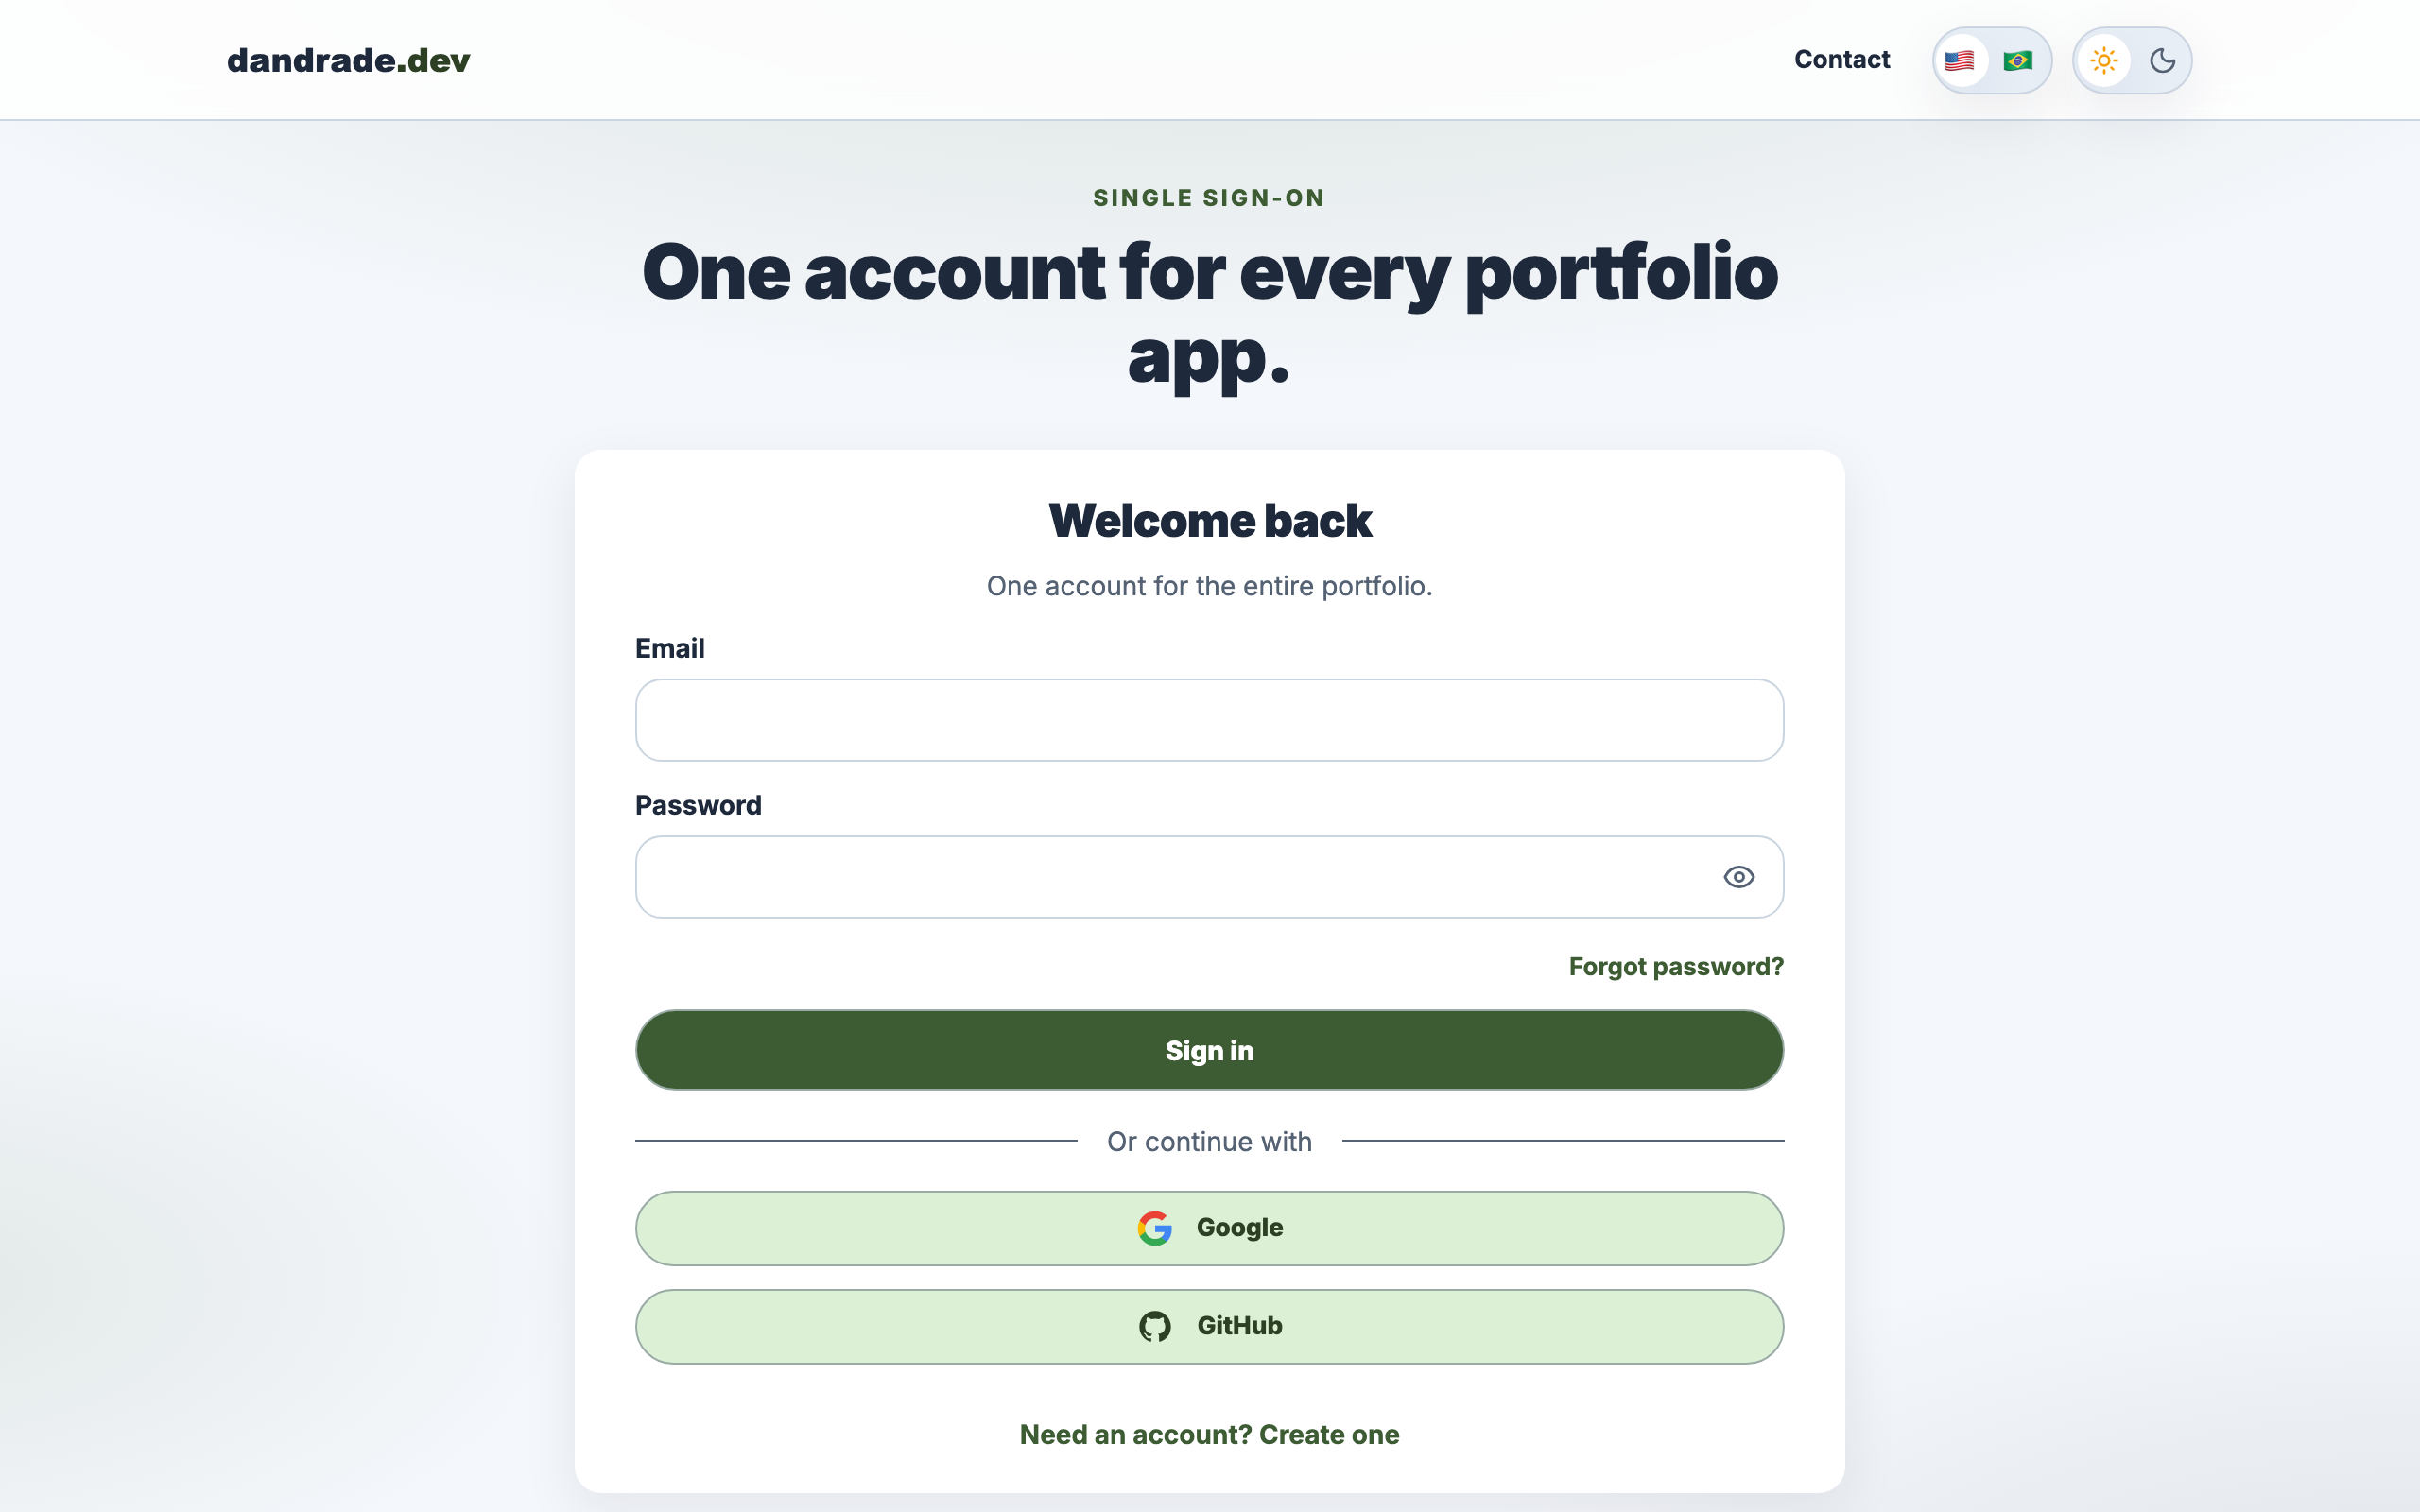 dandrade.dev
Contact
SINGLE SIGN-ON
One account for every portfolio
app.
Welcome back
One account for the entire portfolio.
Email
Password
Forgot password?
Sign in
Or continue with
Google
GitHub
Need an account? Create one